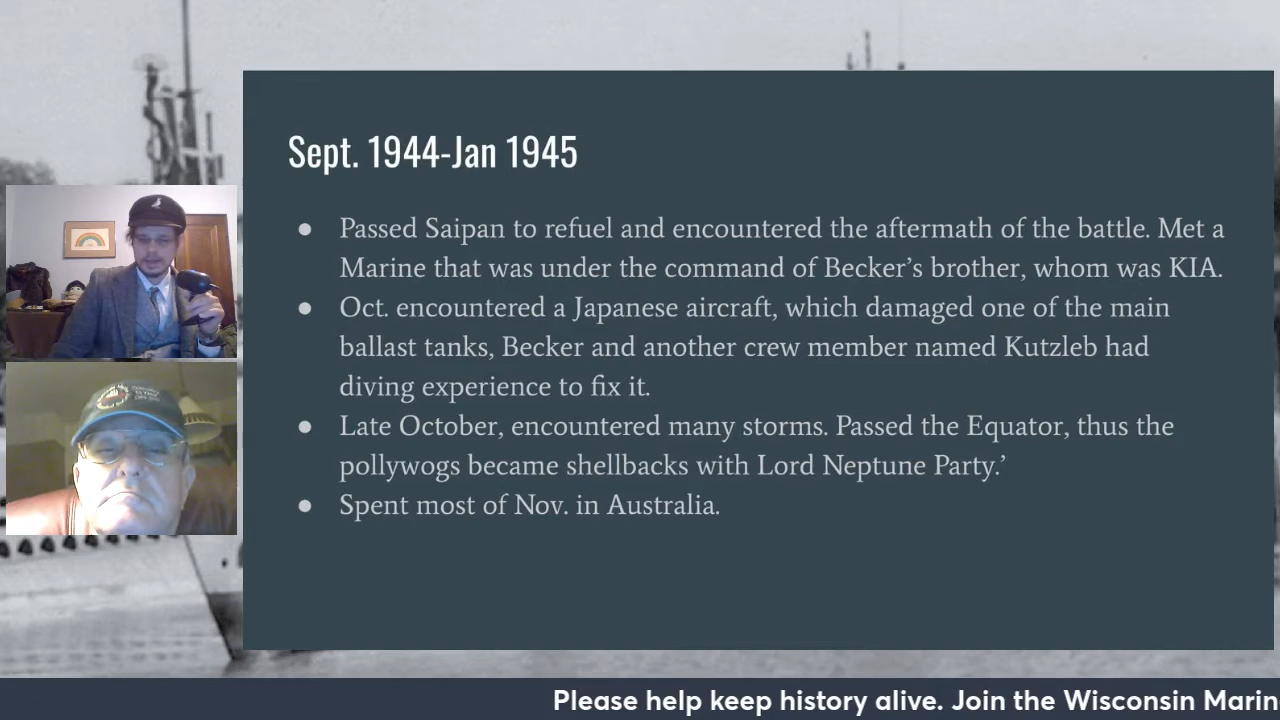 Sept. 1944-Jan 1945
● Passed Saipan to refuel and encountered the aftermath of the battle. Met a
Marine that was under the command of Becker’s brother, whom was KIA.
● Oct. encountered a Japanese aircraft, which damaged one of the main
ballast tanks, Becker and another crew member named Kutzleb had
diving experience to fix it.
● Late October, encountered many storms. Passed the Equator, thus the
pollywogs became shellbacks with Lord Neptune Party.’
● Spent most of Nov. in Australia.
Please help keep history alive. Join the Wisconsin Marin